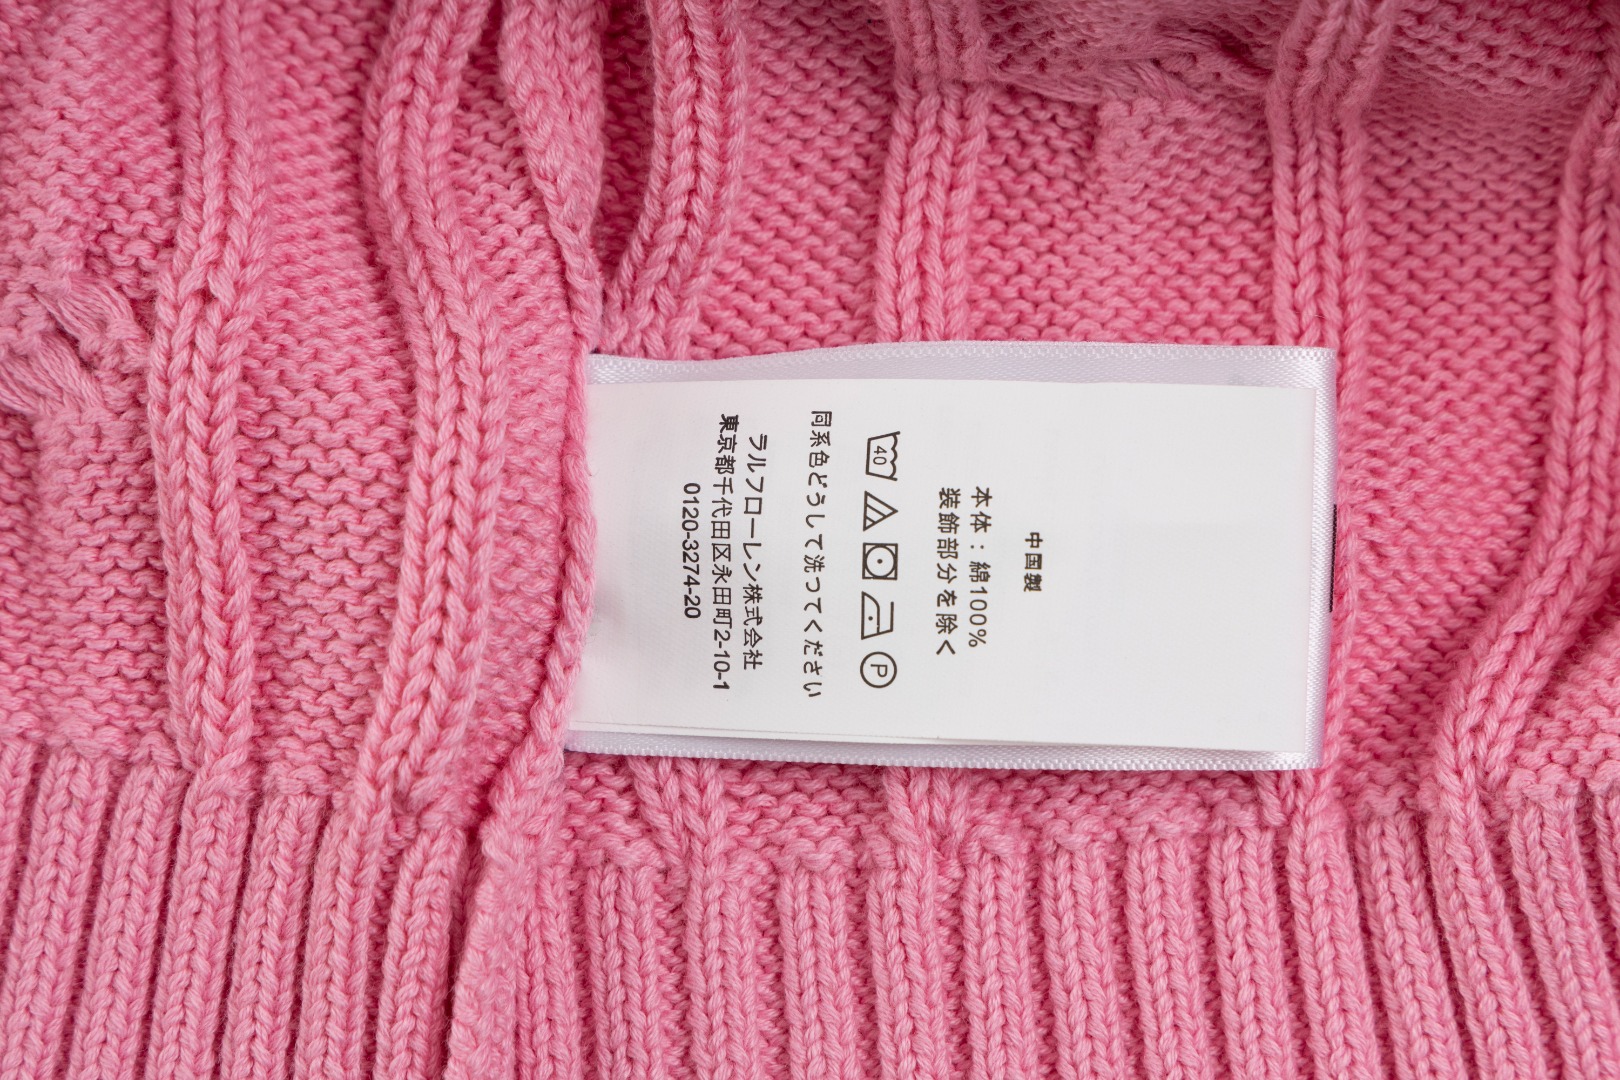 中国製
本体：綿100%
装飾部分を除く
40
P
同系色どうしで洗ってください
ラルフローレン株式会社
東京都千代田区永田町2-10-1
0120-3274-20